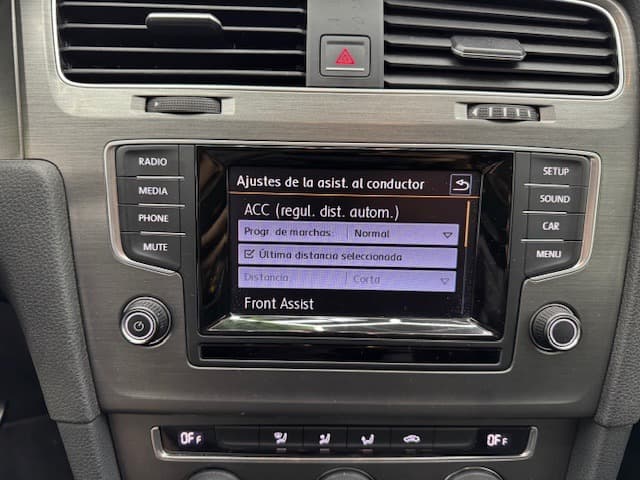 RADIO
MEDIA
PHONE
MUTE
Ajustes de la asist. al conductor
ACC (regul. dist. autom.)
Progr. de marchas: Normal
Última distancia seleccionada
Distancia: Corta
Front Assist
SETUP
SOUND
CAR
MENU
OFF
OFF